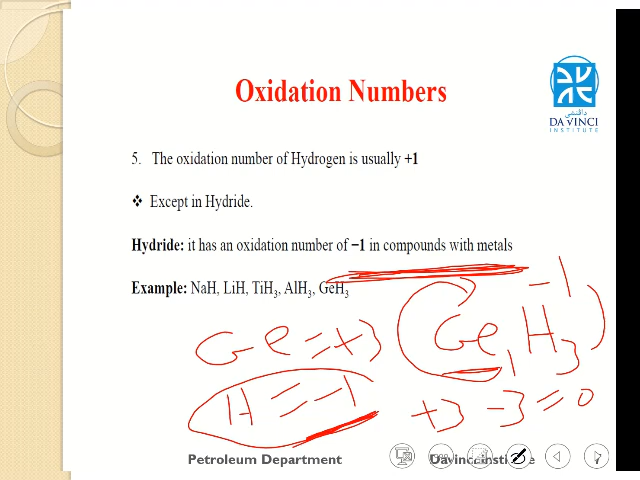 Oxidation Numbers
داڤنشي
DA VINCI
INSTITUTE
5. The oxidation number of Hydrogen is usually +1
❖ Except in Hydride.
Hydride: it has an oxidation number of −1 in compounds with metals
Example: NaH, LiH, TiH₃, AlH₃, GeH₃
−1
Ge = +3
Ge₁H₃
H = −1
+3 −3 = 0
Petroleum Department